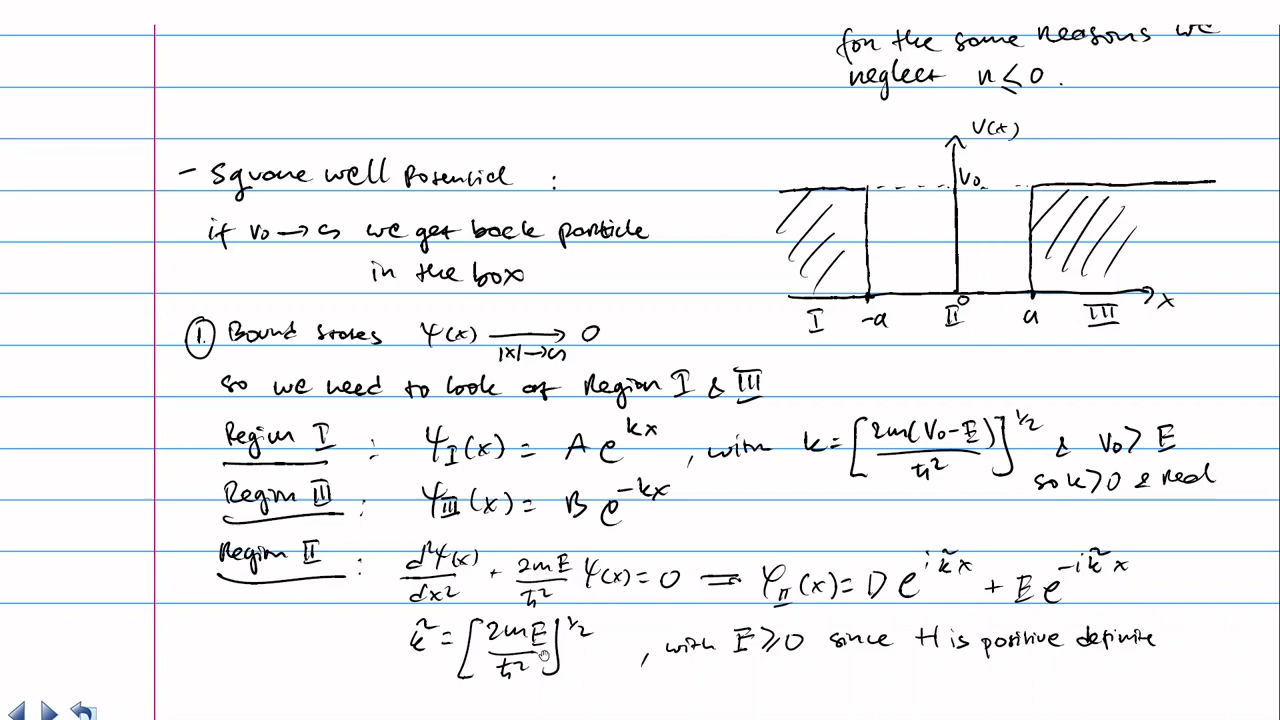 for the same reasons we
neglect n ≤ 0.
V(x)
V₀
- Square well Potential :
if V₀ → ∞ we get back particle
in the box
I -a II 0 a III x
① Bound states Ψ(x) ⟶ 0
|x|→∞
so we need to look at Region I & III
Region I : Ψ_I(x) = A e^{kx} , with k = [2m(V₀-E)/ħ²]^{1/2} & V₀ > E
so k>0 & real
Region III : Ψ_III(x) = B e^{-kx}
Region II : d²Ψ(x)/dx² + 2mE/ħ² Ψ(x) = 0 ⇒ φ_II(x) = D e^{ik̃x} + E e^{-ik̃x}
k̃ = [2mE/ħ²]^{1/2} , with E ≥ 0 since H is positive definite